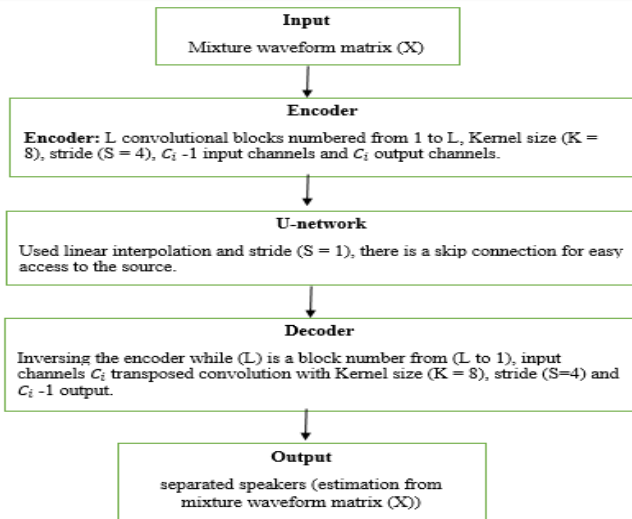 Input
Mixture waveform matrix (X)
Encoder
Encoder: L convolutional blocks numbered from 1 to L, Kernel size (K =
8), stride (S = 4), Cᵢ -1 input channels and Cᵢ output channels.
U-network
Used linear interpolation and stride (S = 1), there is a skip connection for easy
access to the source.
Decoder
Inversing the encoder while (L) is a block number from (L to 1), input
channels Cᵢ transposed convolution with Kernel size (K = 8), stride (S=4) and
Cᵢ -1 output.
Output
separated speakers (estimation from
mixture waveform matrix (X))